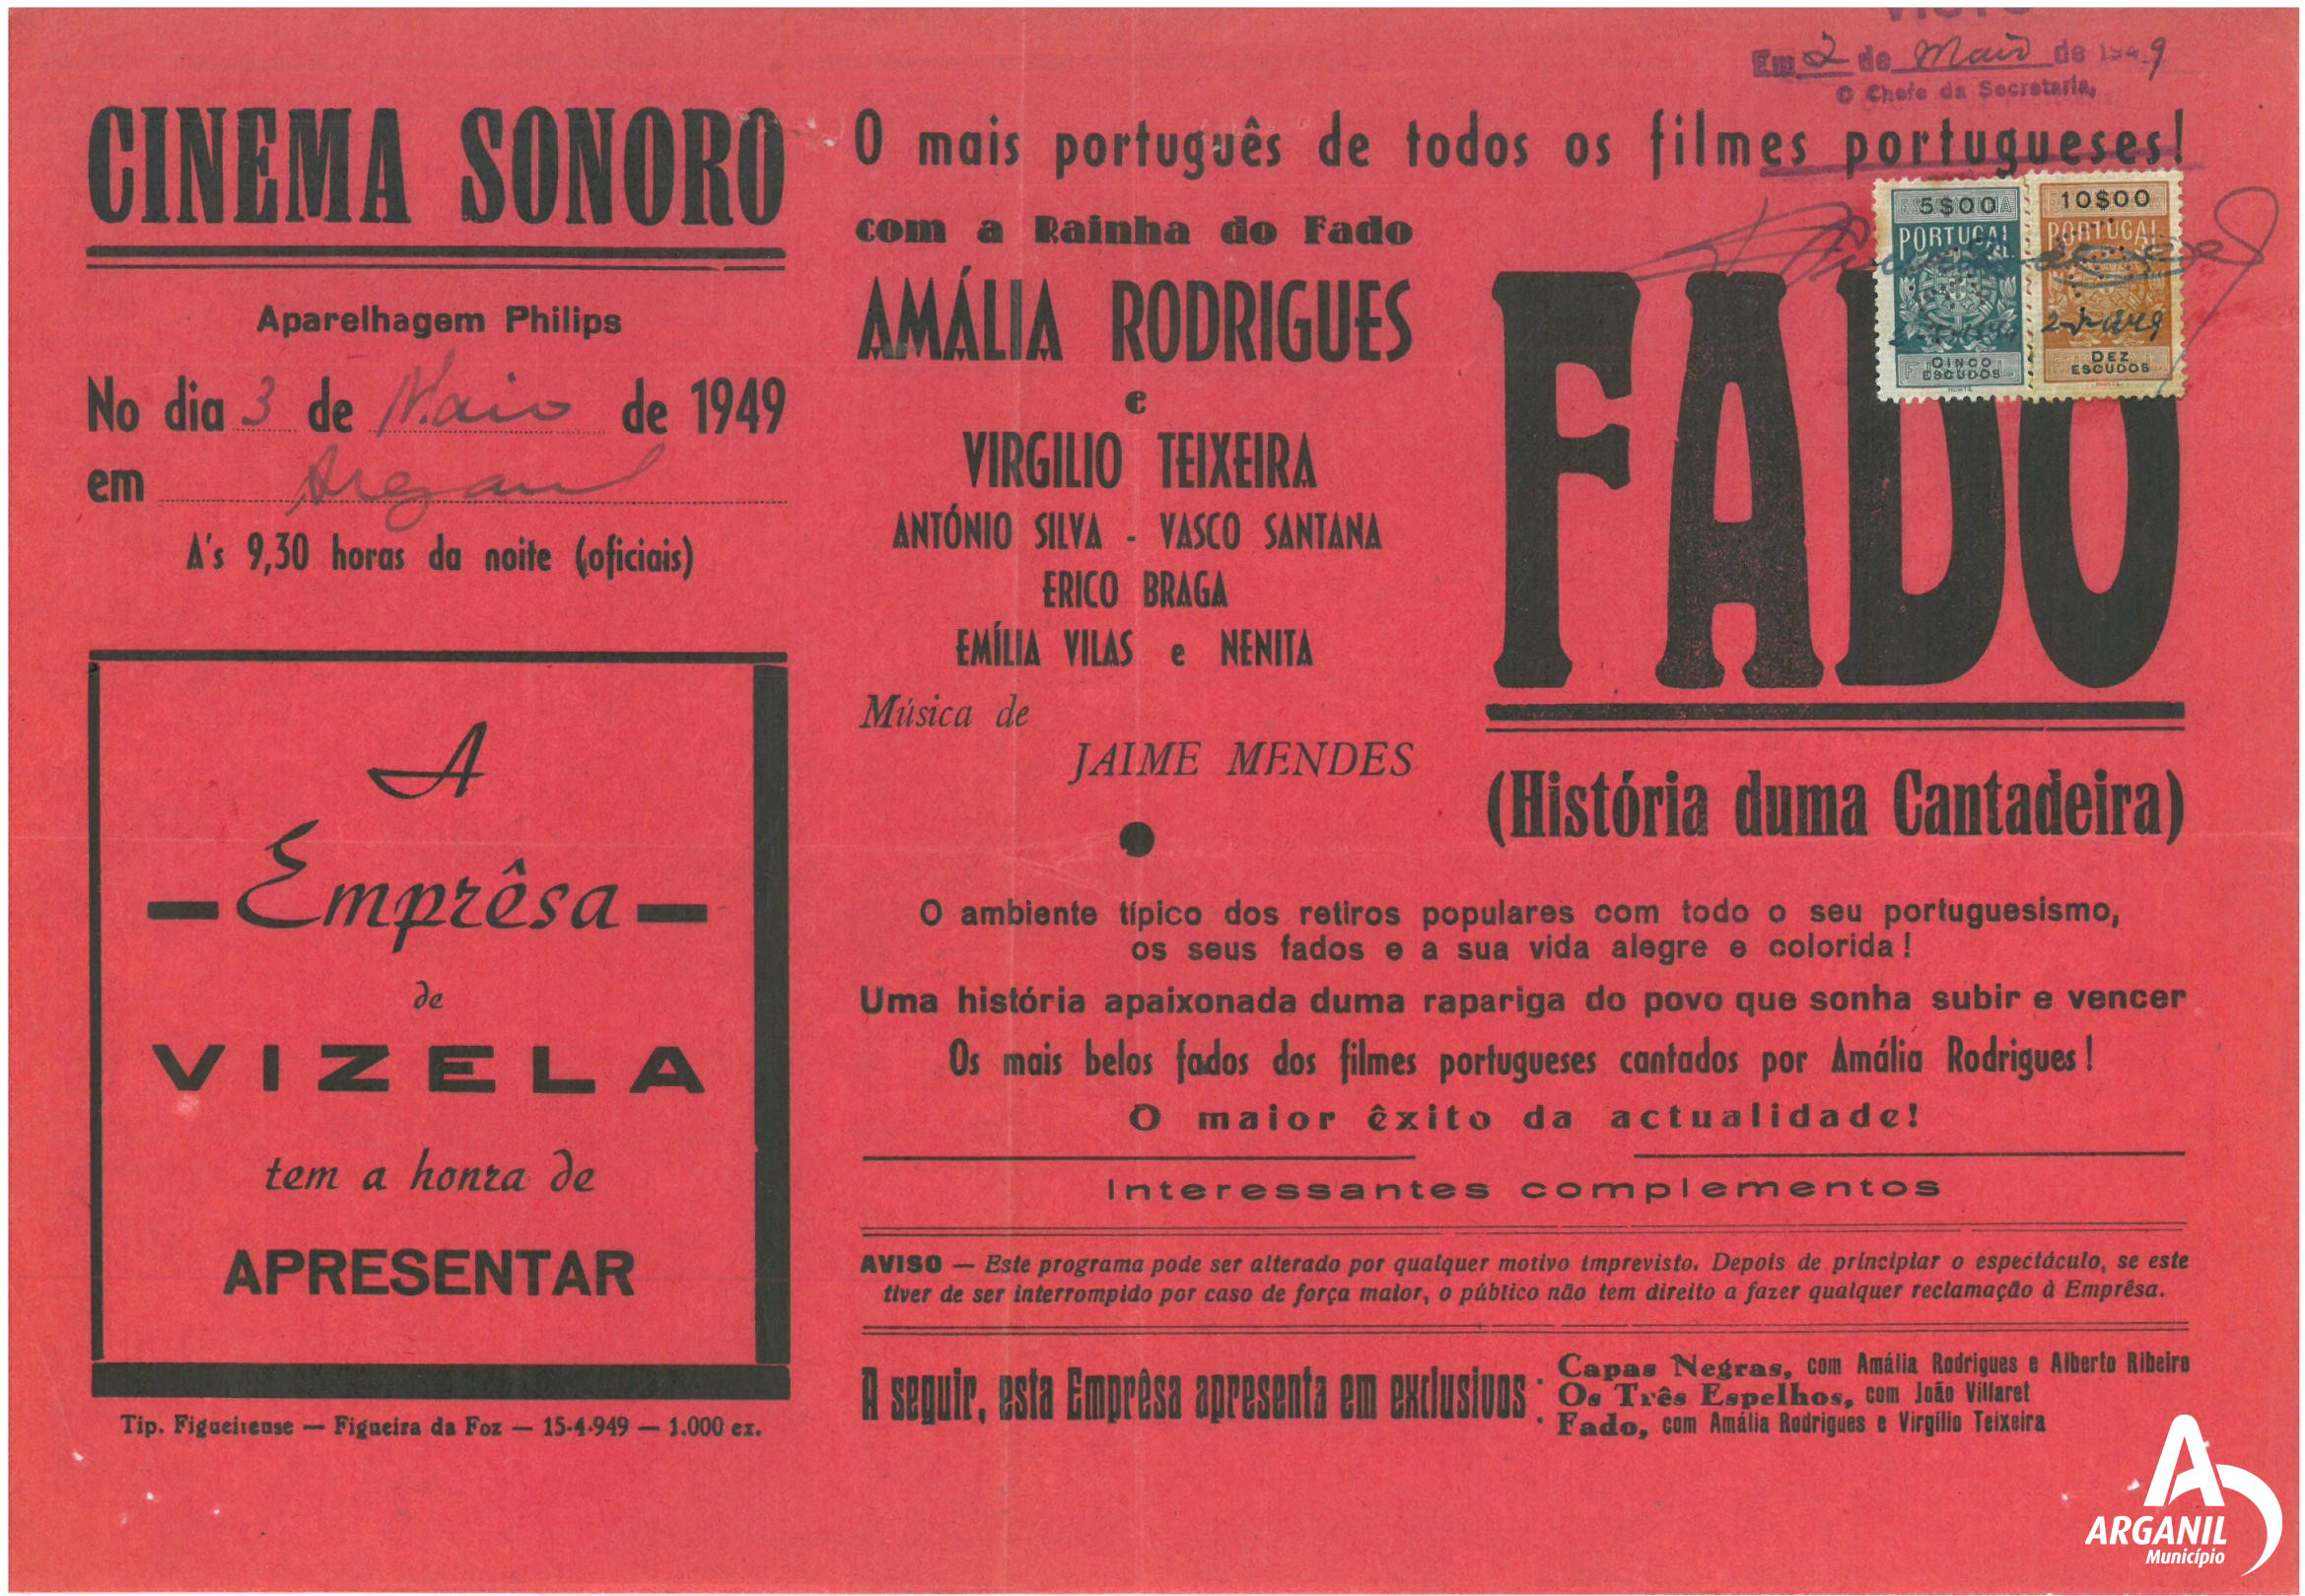 CINEMA SONORO
Aparelhagem Philips
No dia 3 de Maio de 1949
em Arganil
A's 9,30 horas da noite (oficiais)
A
Emprêsa
de
VIZELA
tem a honra de
APRESENTAR
Tip. Figueirense — Figueira da Foz — 15-4-949 — 1.000 ex.
VISTO
Em 2 de Maio de 1949
O Chefe da Secretaria,
O mais português de todos os filmes portugueses!
com a Rainha do Fado
AMÁLIA RODRIGUES
e
VIRGILIO TEIXEIRA
ANTÓNIO SILVA - VASCO SANTANA
ERICO BRAGA
EMÍLIA VILAS e NENITA
Música de
JAIME MENDES
5$00
PORTUGAL
CINCO
ESCUDOS
10$00
PORTUGAL
DEZ
ESCUDOS
FADO
(História duma Cantadeira)
O ambiente típico dos retiros populares com todo o seu portuguesismo,
os seus fados e a sua vida alegre e colorida!
Uma história apaixonada duma rapariga do povo que sonha subir e vencer
Os mais belos fados dos filmes portugueses cantados por Amália Rodrigues!
O maior êxito da actualidade!
Interessantes complementos
AVISO — Este programa pode ser alterado por qualquer motivo imprevisto. Depois de principiar o espectáculo, se este
tiver de ser interrompido por caso de força maior, o público não tem direito a fazer qualquer reclamação à Emprêsa.
A seguir, esta Emprêsa apresenta em exclusivos:
Capas Negras, com Amália Rodrigues e Alberto Ribeiro
Os Três Espelhos, com João Villaret
Fado, com Amália Rodrigues e Virgílio Teixeira
ARGANIL
Município